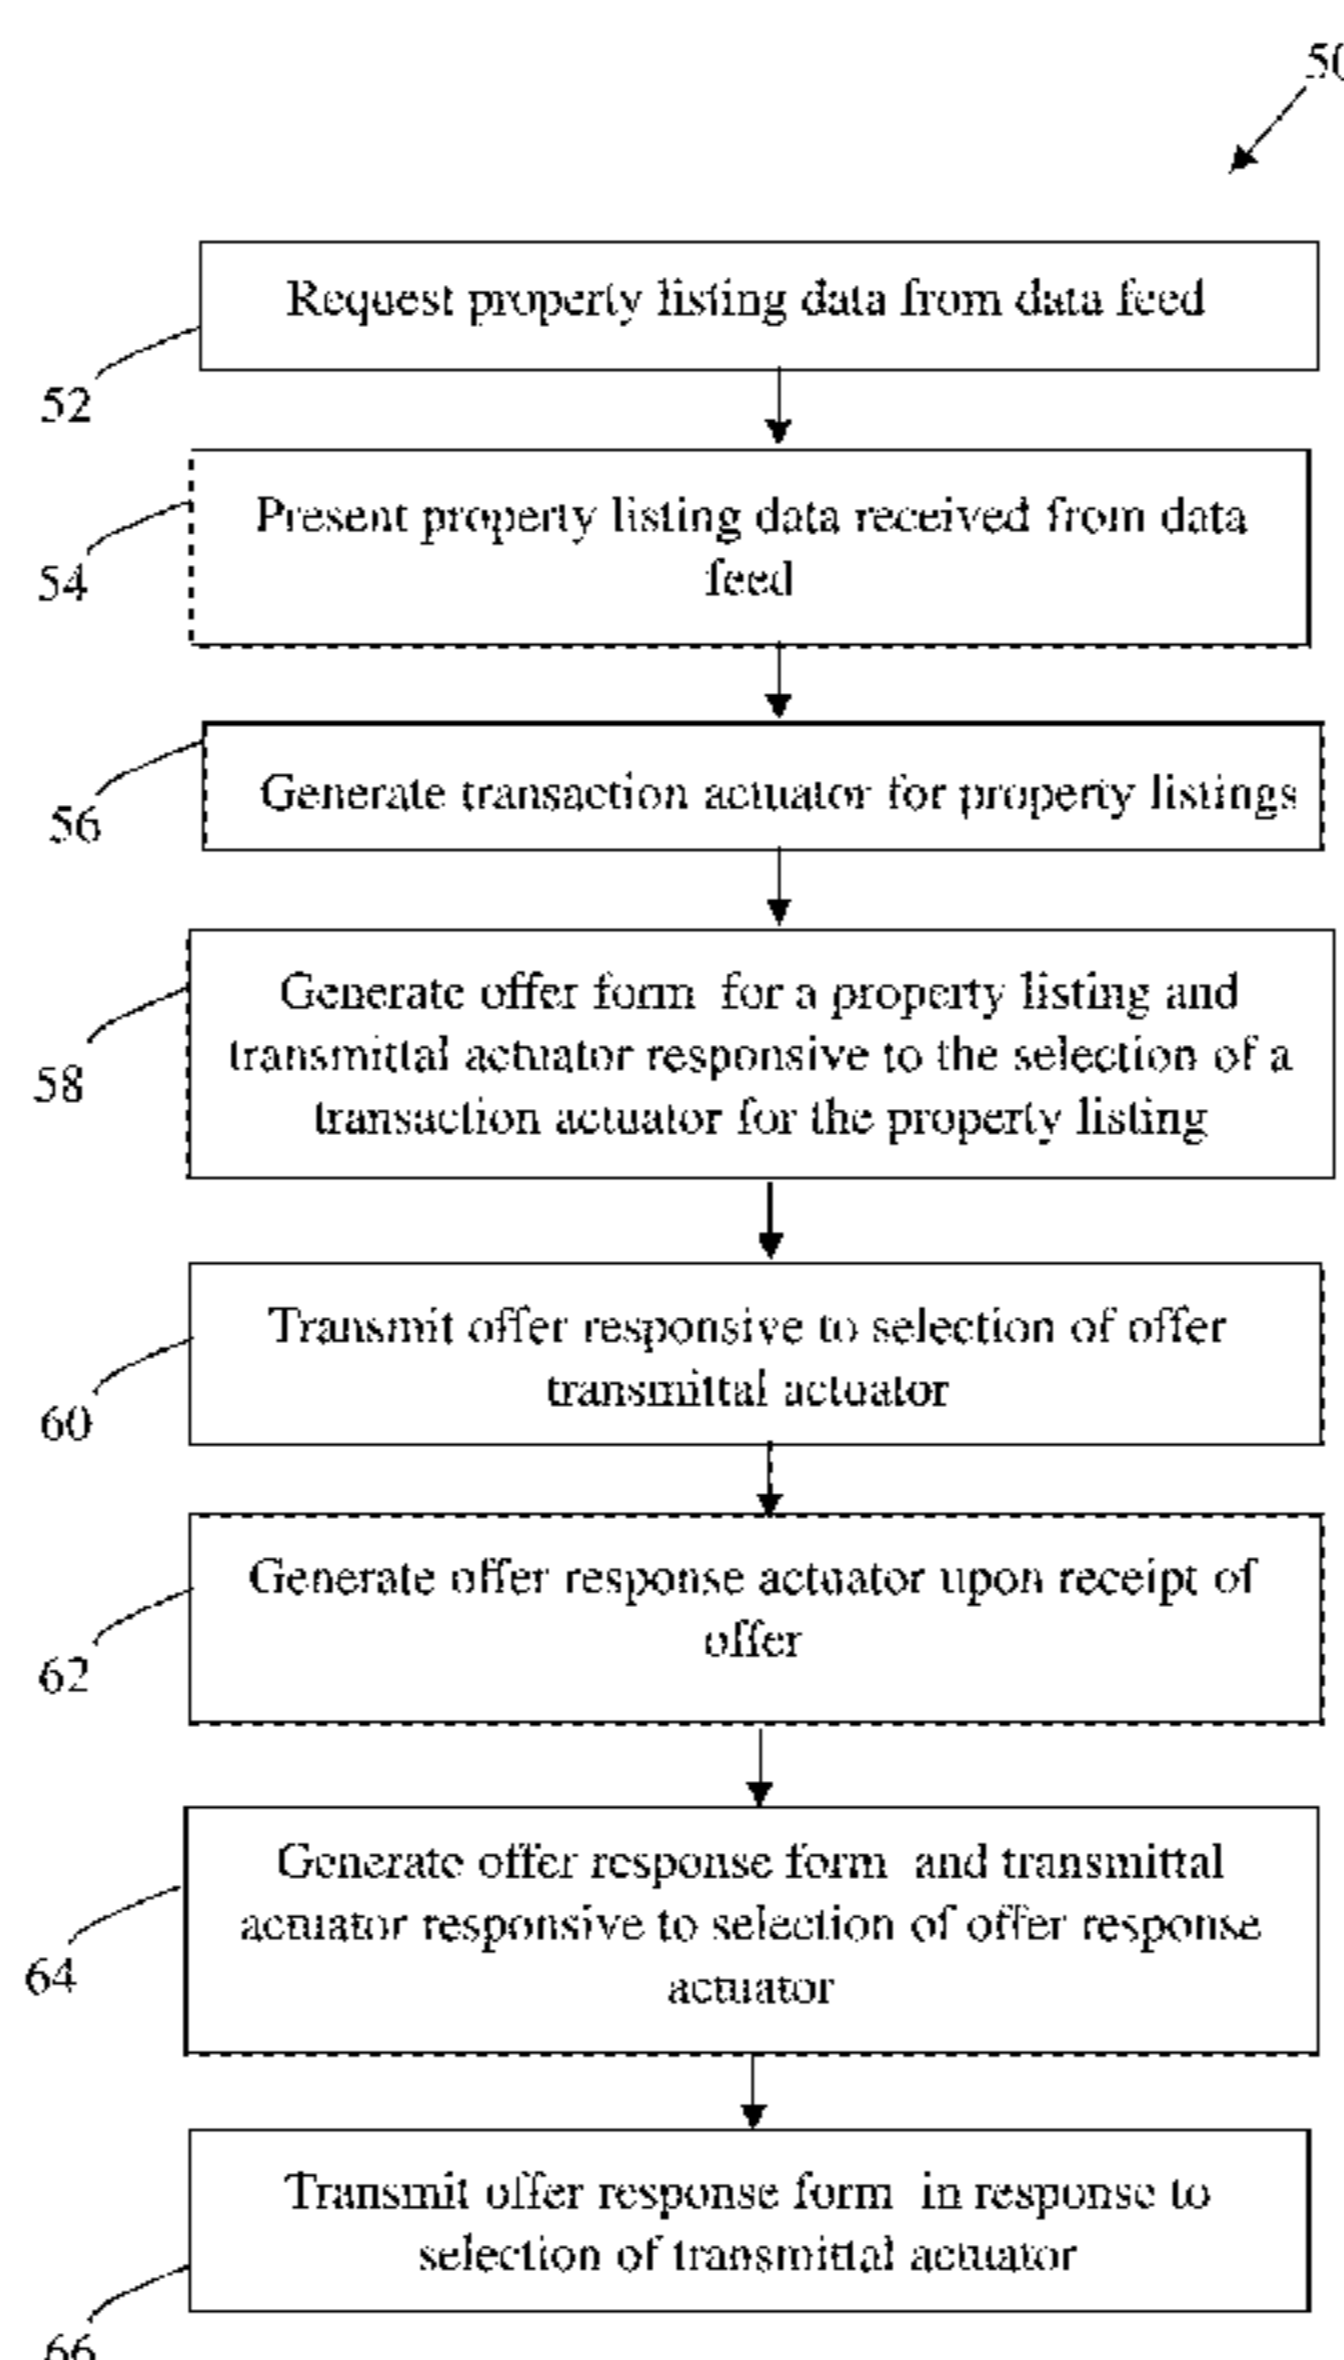 50
Request property listing data from data feed
52
Present property listing data received from data
feed
54
Generate transaction actuator for property listings
56
Generate offer form for a property listing and
transmittal actuator responsive to the selection of a
transaction actuator for the property listing
58
Transmit offer responsive to selection of offer
transmittal actuator
60
Generate offer response actuator upon receipt of
offer
62
Generate offer response form and transmittal
actuator responsive to selection of offer response
actuator
64
Transmit offer response form in response to
selection of transmittal actuator
66